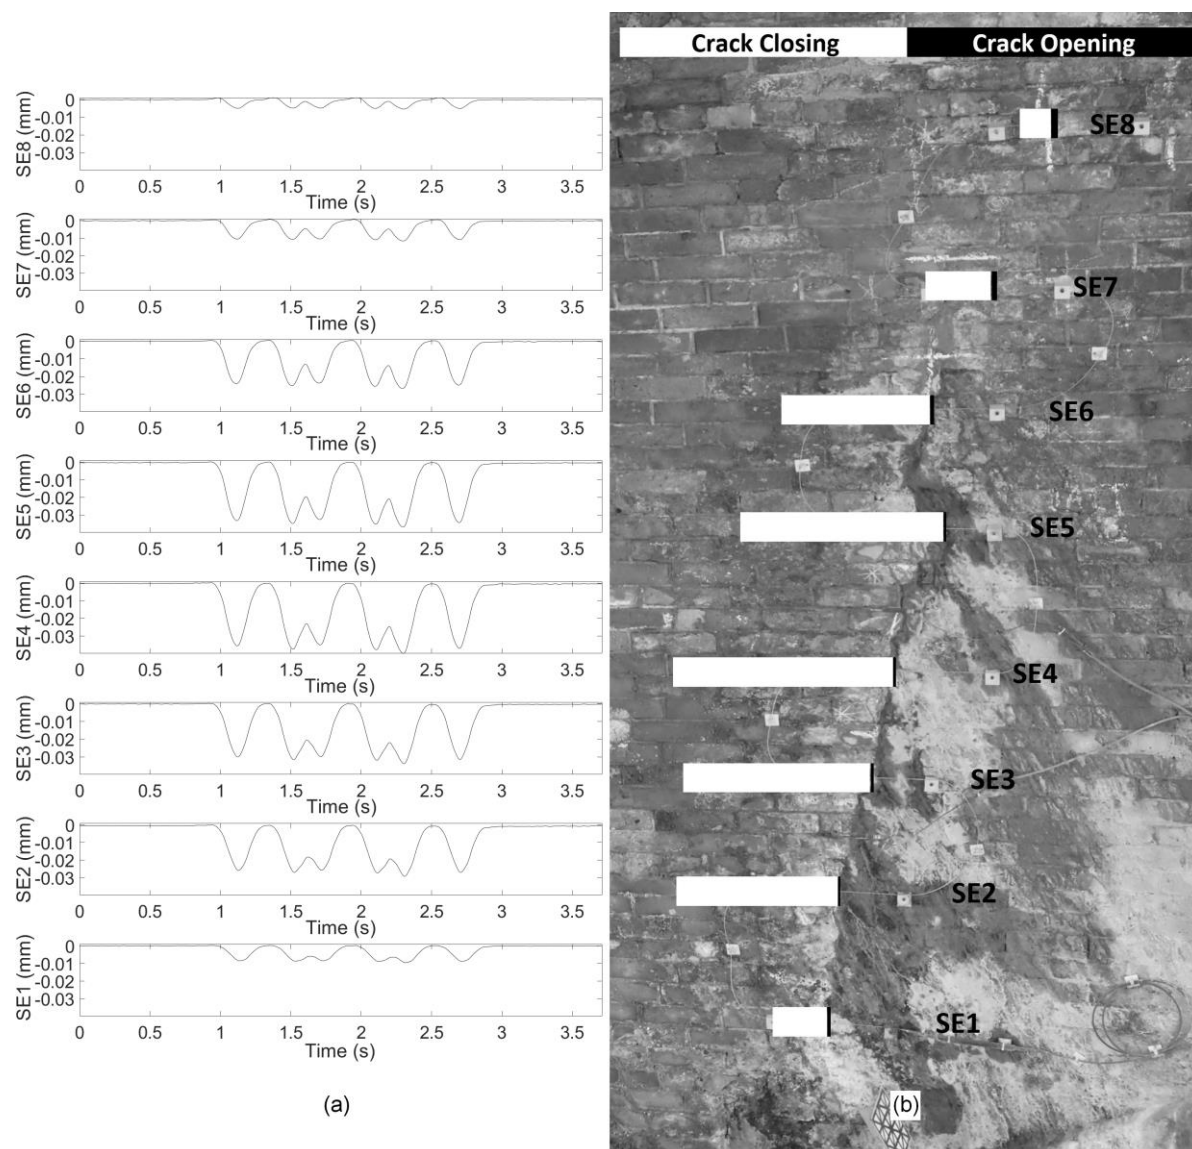 Crack Closing Crack Opening
SE8 (mm)
0
-0.01
-0.02
-0.03
0 0.5 1 1.5 2 2.5 3 3.5
Time (s)
SE7 (mm)
0
-0.01
-0.02
-0.03
0 0.5 1 1.5 2 2.5 3 3.5
Time (s)
SE6 (mm)
0
-0.01
-0.02
-0.03
0 0.5 1 1.5 2 2.5 3 3.5
Time (s)
SE5 (mm)
0
-0.01
-0.02
-0.03
0 0.5 1 1.5 2 2.5 3 3.5
Time (s)
SE4 (mm)
0
-0.01
-0.02
-0.03
0 0.5 1 1.5 2 2.5 3 3.5
Time (s)
SE3 (mm)
0
-0.01
-0.02
-0.03
0 0.5 1 1.5 2 2.5 3 3.5
Time (s)
SE2 (mm)
0
-0.01
-0.02
-0.03
0 0.5 1 1.5 2 2.5 3 3.5
Time (s)
SE1 (mm)
0
-0.01
-0.02
-0.03
0 0.5 1 1.5 2 2.5 3 3.5
Time (s)
(a)
SE8
SE7
SE6
SE5
SE4
SE3
SE2
SE1
(b)